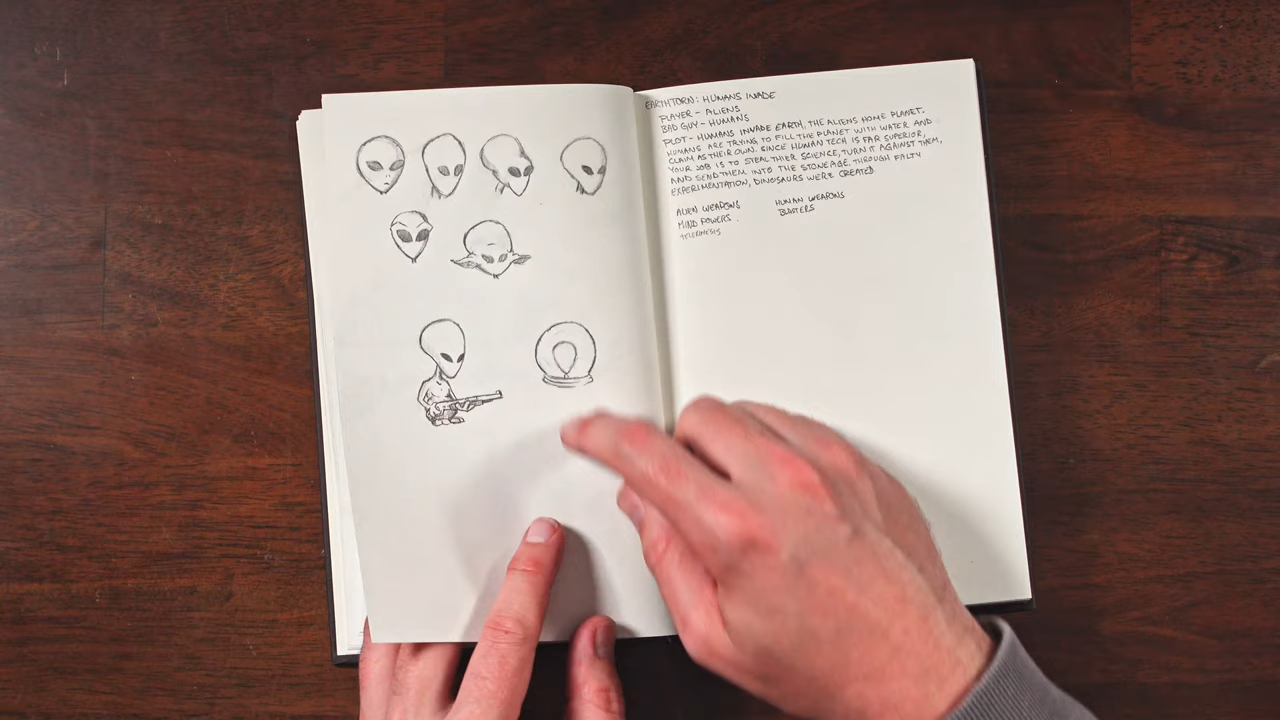 EARTHTORN: HUMANS INVADE
PLAYER - ALIENS
BAD GUY - HUMANS
PLOT - HUMANS INVADE EARTH, THE ALIENS HOME PLANET.
HUMANS ARE TRYING TO FILL THE PLANET WITH WATER AND
CLAIM AS THEIR OWN. SINCE HUMAN TECH IS FAR SUPERIOR,
YOUR JOB IS TO STEAL THIER SCIENCE, TURN IT AGAINST THEM,
AND SEND THEM INTO THE STONEAGE. THROUGH FALTY
EXPERIMENTATION, DINOSAURS WERE CREATED.
ALIEN WEAPONS
MIND POWERS
TELEKINESIS
HUMAN WEAPONS
BLASTERS